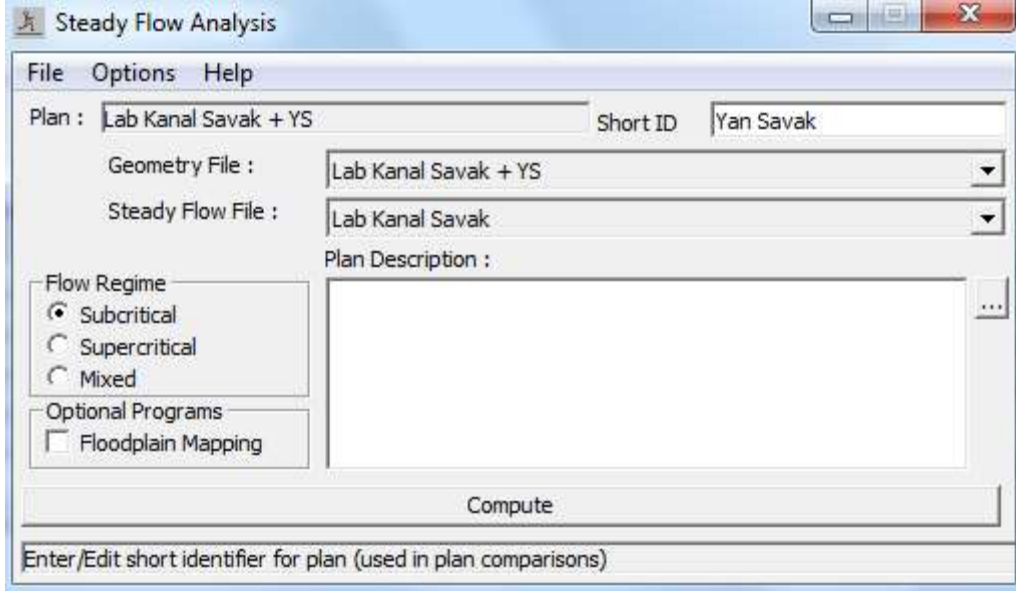 Steady Flow Analysis
File Options Help
Plan : Lab Kanal Savak + YS Short ID Yan Savak
Geometry File : Lab Kanal Savak + YS
Steady Flow File : Lab Kanal Savak
Plan Description :
Flow Regime
Subcritical
Supercritical
Mixed
Optional Programs
Floodplain Mapping
...
Compute
Enter/Edit short identifier for plan (used in plan comparisons)